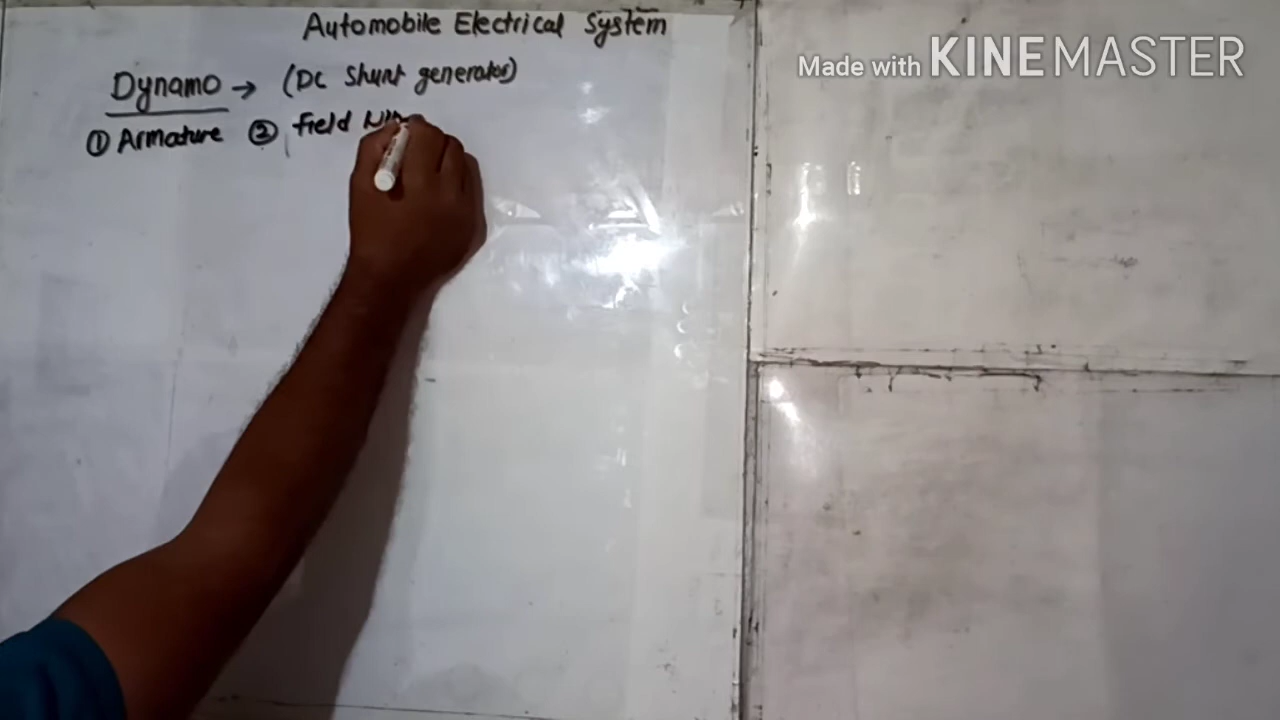 Automobile Electrical System
Made with KINEMASTER
Dynamo → (DC Shunt generator)
① Armature ② Field